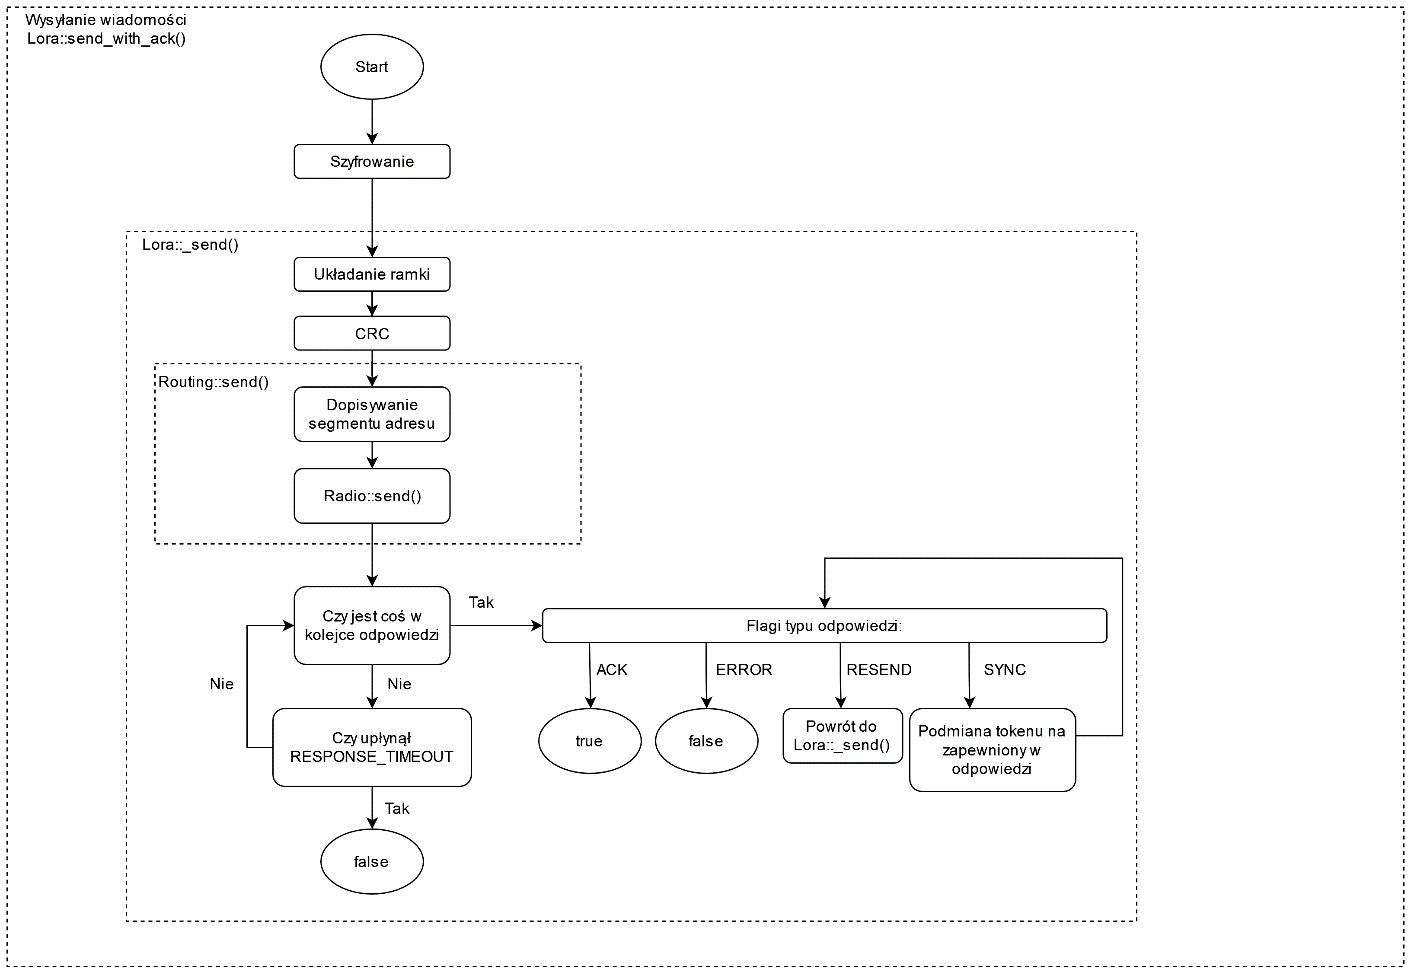 Wysyłanie wiadomości
Lora::send_with_ack()
Start
Szyfrowanie
Lora::_send()
Układanie ramki
CRC
Routing::send()
Dopisywanie
segmentu adresu
Radio::send()
Czy jest coś w
kolejce odpowiedzi
Tak
Flagi typu odpowiedzi:
Nie
Nie
ACK
ERROR
RESEND
SYNC
Czy upłynął
RESPONSE_TIMEOUT
true
false
Powrót do
Lora::_send()
Podmiana tokenu na
zapewniony w
odpowiedzi
Tak
false